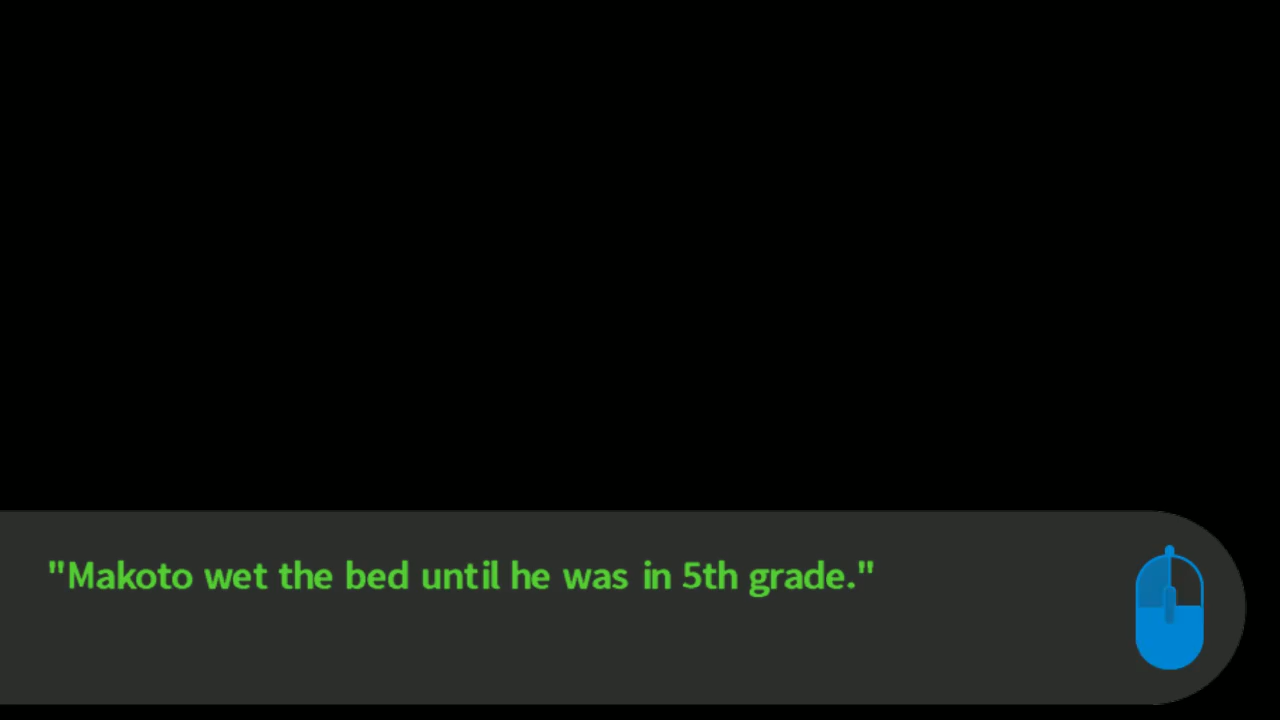 "Makoto wet the bed until he was in 5th grade."